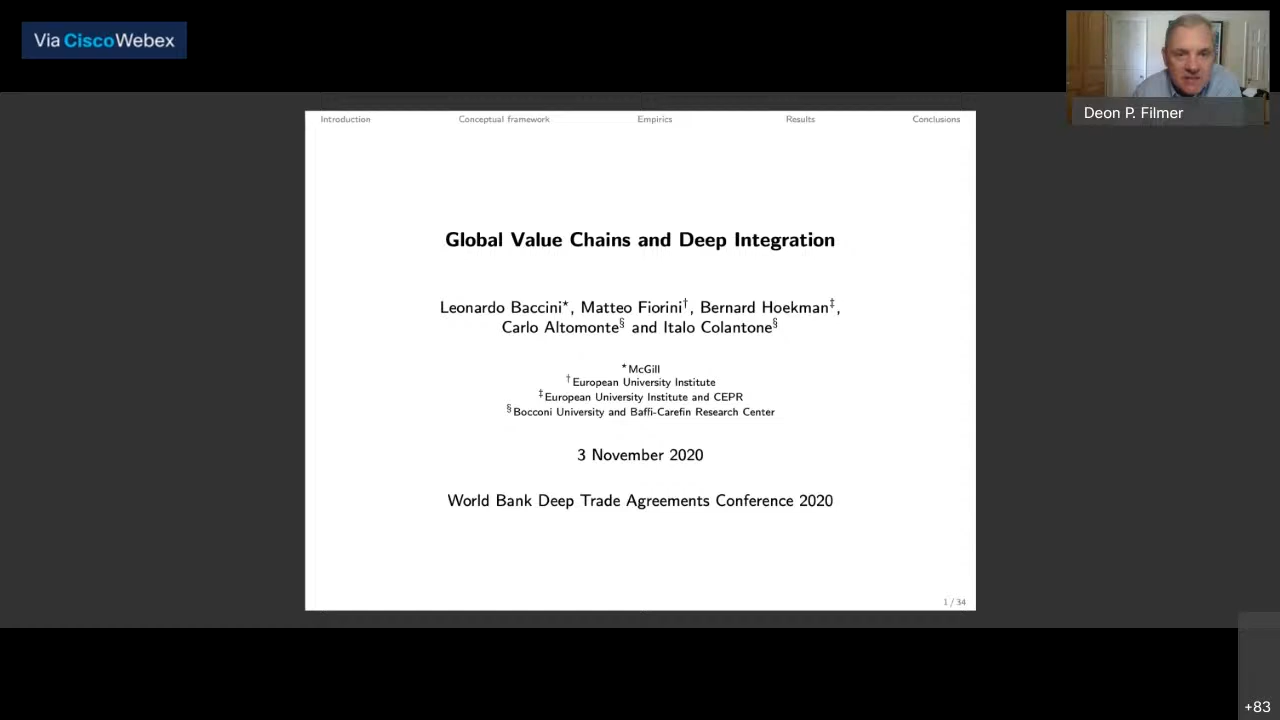 Via Cisco Webex
Deon P. Filmer
Introduction Conceptual framework Empirics Results Conclusions
Global Value Chains and Deep Integration
Leonardo Baccini*, Matteo Fiorini†, Bernard Hoekman‡,
Carlo Altomonte§ and Italo Colantone§
*McGill
†European University Institute
‡European University Institute and CEPR
§Bocconi University and Baffi-Carefin Research Center
3 November 2020
World Bank Deep Trade Agreements Conference 2020
1 / 34
+83